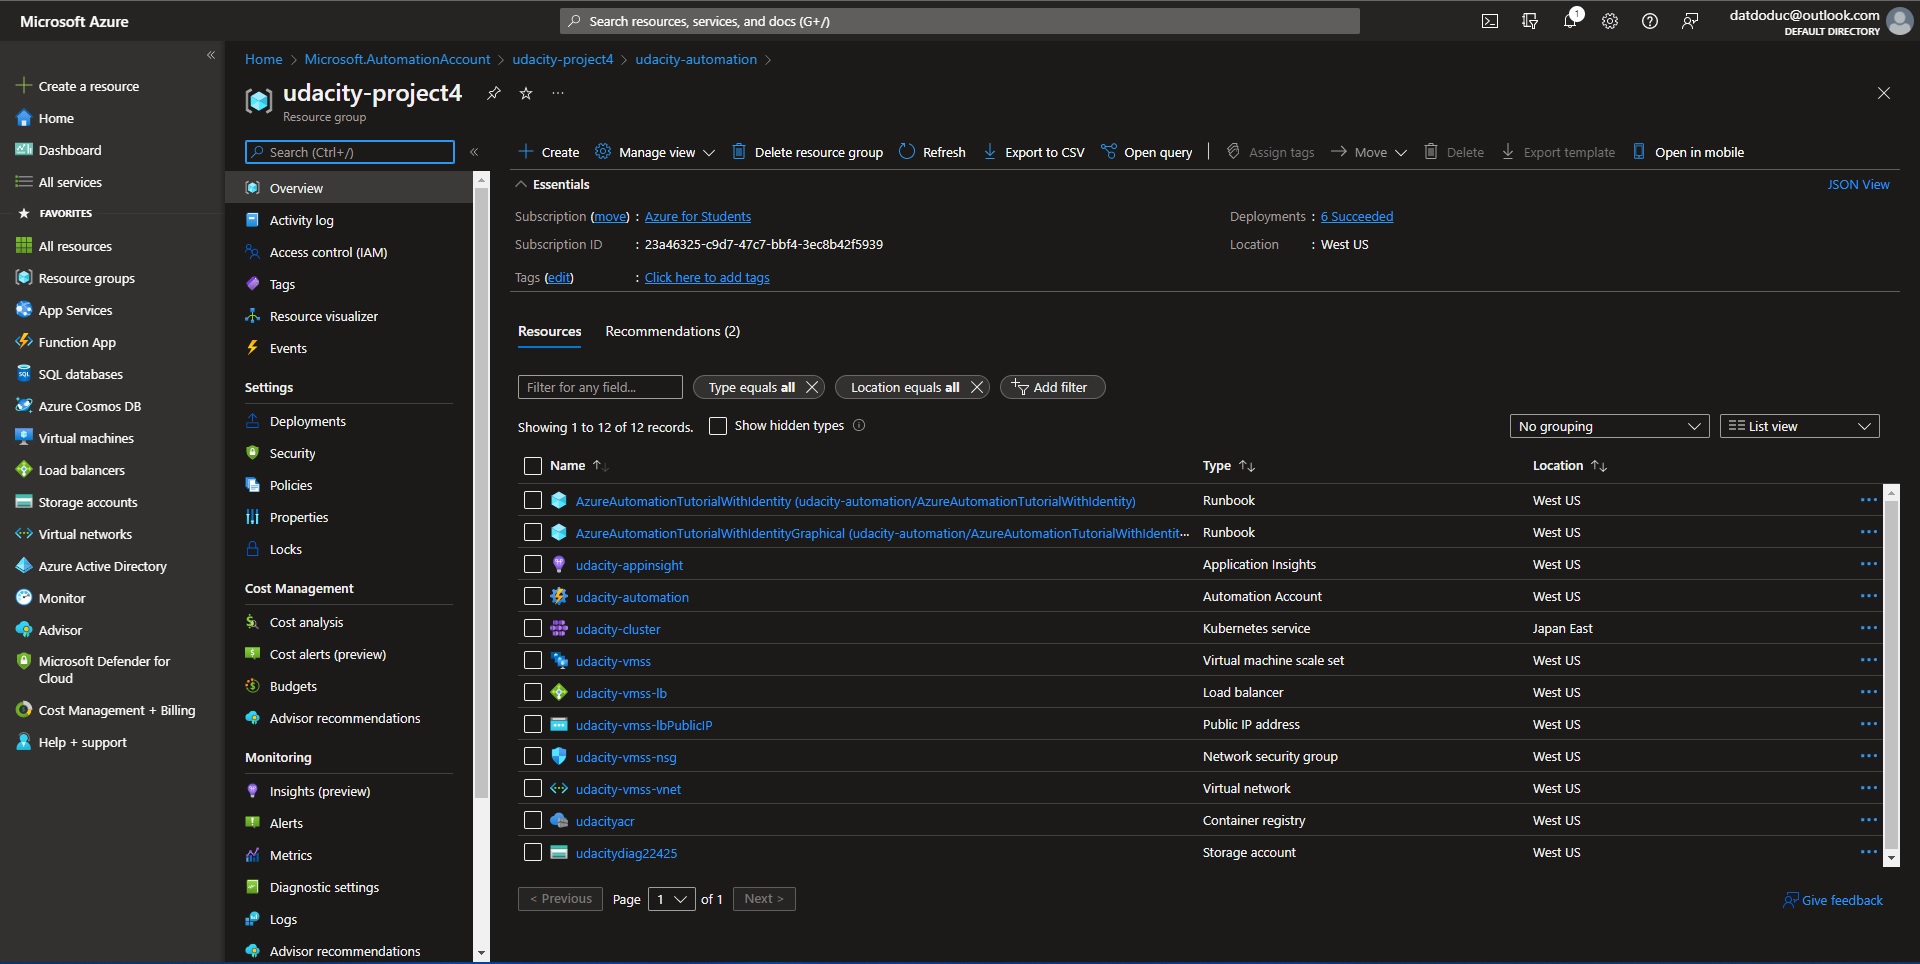 Microsoft Azure
Search resources, services, and docs (G+/)
1
datdoduc@outlook.com
DEFAULT DIRECTORY
Create a resource
Home
Dashboard
All services
FAVORITES
All resources
Resource groups
App Services
Function App
SQL databases
Azure Cosmos DB
Virtual machines
Load balancers
Storage accounts
Virtual networks
Azure Active Directory
Monitor
Advisor
Microsoft Defender for
Cloud
Cost Management + Billing
Help + support
Home > Microsoft.AutomationAccount > udacity-project4 > udacity-automation >
udacity-project4 ...
Resource group
Search (Ctrl+/)
Overview
Activity log
Access control (IAM)
Tags
Resource visualizer
Events
Settings
Deployments
Security
Policies
Properties
Locks
Cost Management
Cost analysis
Cost alerts (preview)
Budgets
Advisor recommendations
Monitoring
Insights (preview)
Alerts
Metrics
Diagnostic settings
Logs
Advisor recommendations
Create Manage view Delete resource group Refresh Export to CSV Open query Assign tags Move Delete Export template Open in mobile
Essentials JSON View
Subscription (move) : Azure for Students Deployments : 6 Succeeded
Subscription ID : 23a46325-c9d7-47c7-bbf4-3ec8b42f5939 Location : West US
Tags (edit) : Click here to add tags
Resources Recommendations (2)
Filter for any field... Type equals all Location equals all Add filter
Showing 1 to 12 of 12 records. Show hidden types No grouping List view
Name Type Location
AzureAutomationTutorialWithIdentity (udacity-automation/AzureAutomationTutorialWithIdentity) Runbook West US
AzureAutomationTutorialWithIdentityGraphical (udacity-automation/AzureAutomationTutorialWithIdentit... Runbook West US
udacity-appinsight Application Insights West US
udacity-automation Automation Account West US
udacity-cluster Kubernetes service Japan East
udacity-vmss Virtual machine scale set West US
udacity-vmss-lb Load balancer West US
udacity-vmss-lbPublicIP Public IP address West US
udacity-vmss-nsg Network security group West US
udacity-vmss-vnet Virtual network West US
udacityacr Container registry West US
udacitydiag22425 Storage account West US
< Previous Page 1 of 1 Next >
Give feedback